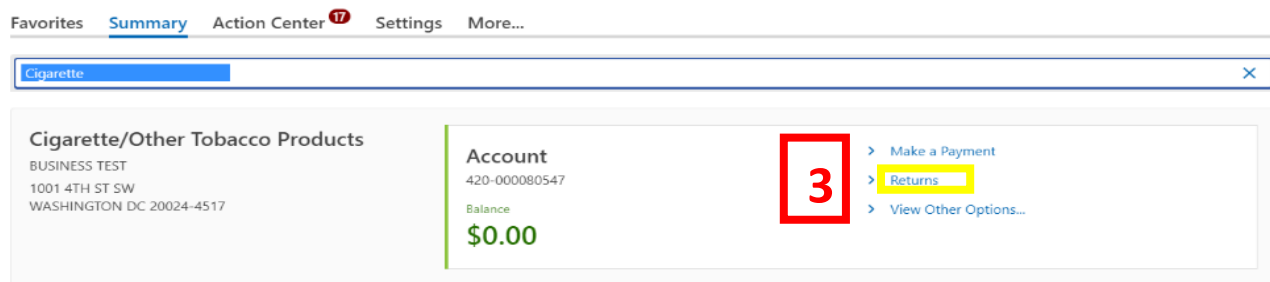 Favorites Summary Action Center 17 Settings More...
Cigarette
Cigarette/Other Tobacco Products
BUSINESS TEST
1001 4TH ST SW
WASHINGTON DC 20024-4517
Account
420-000080547
Balance
$0.00
3
Make a Payment
Returns
View Other Options...